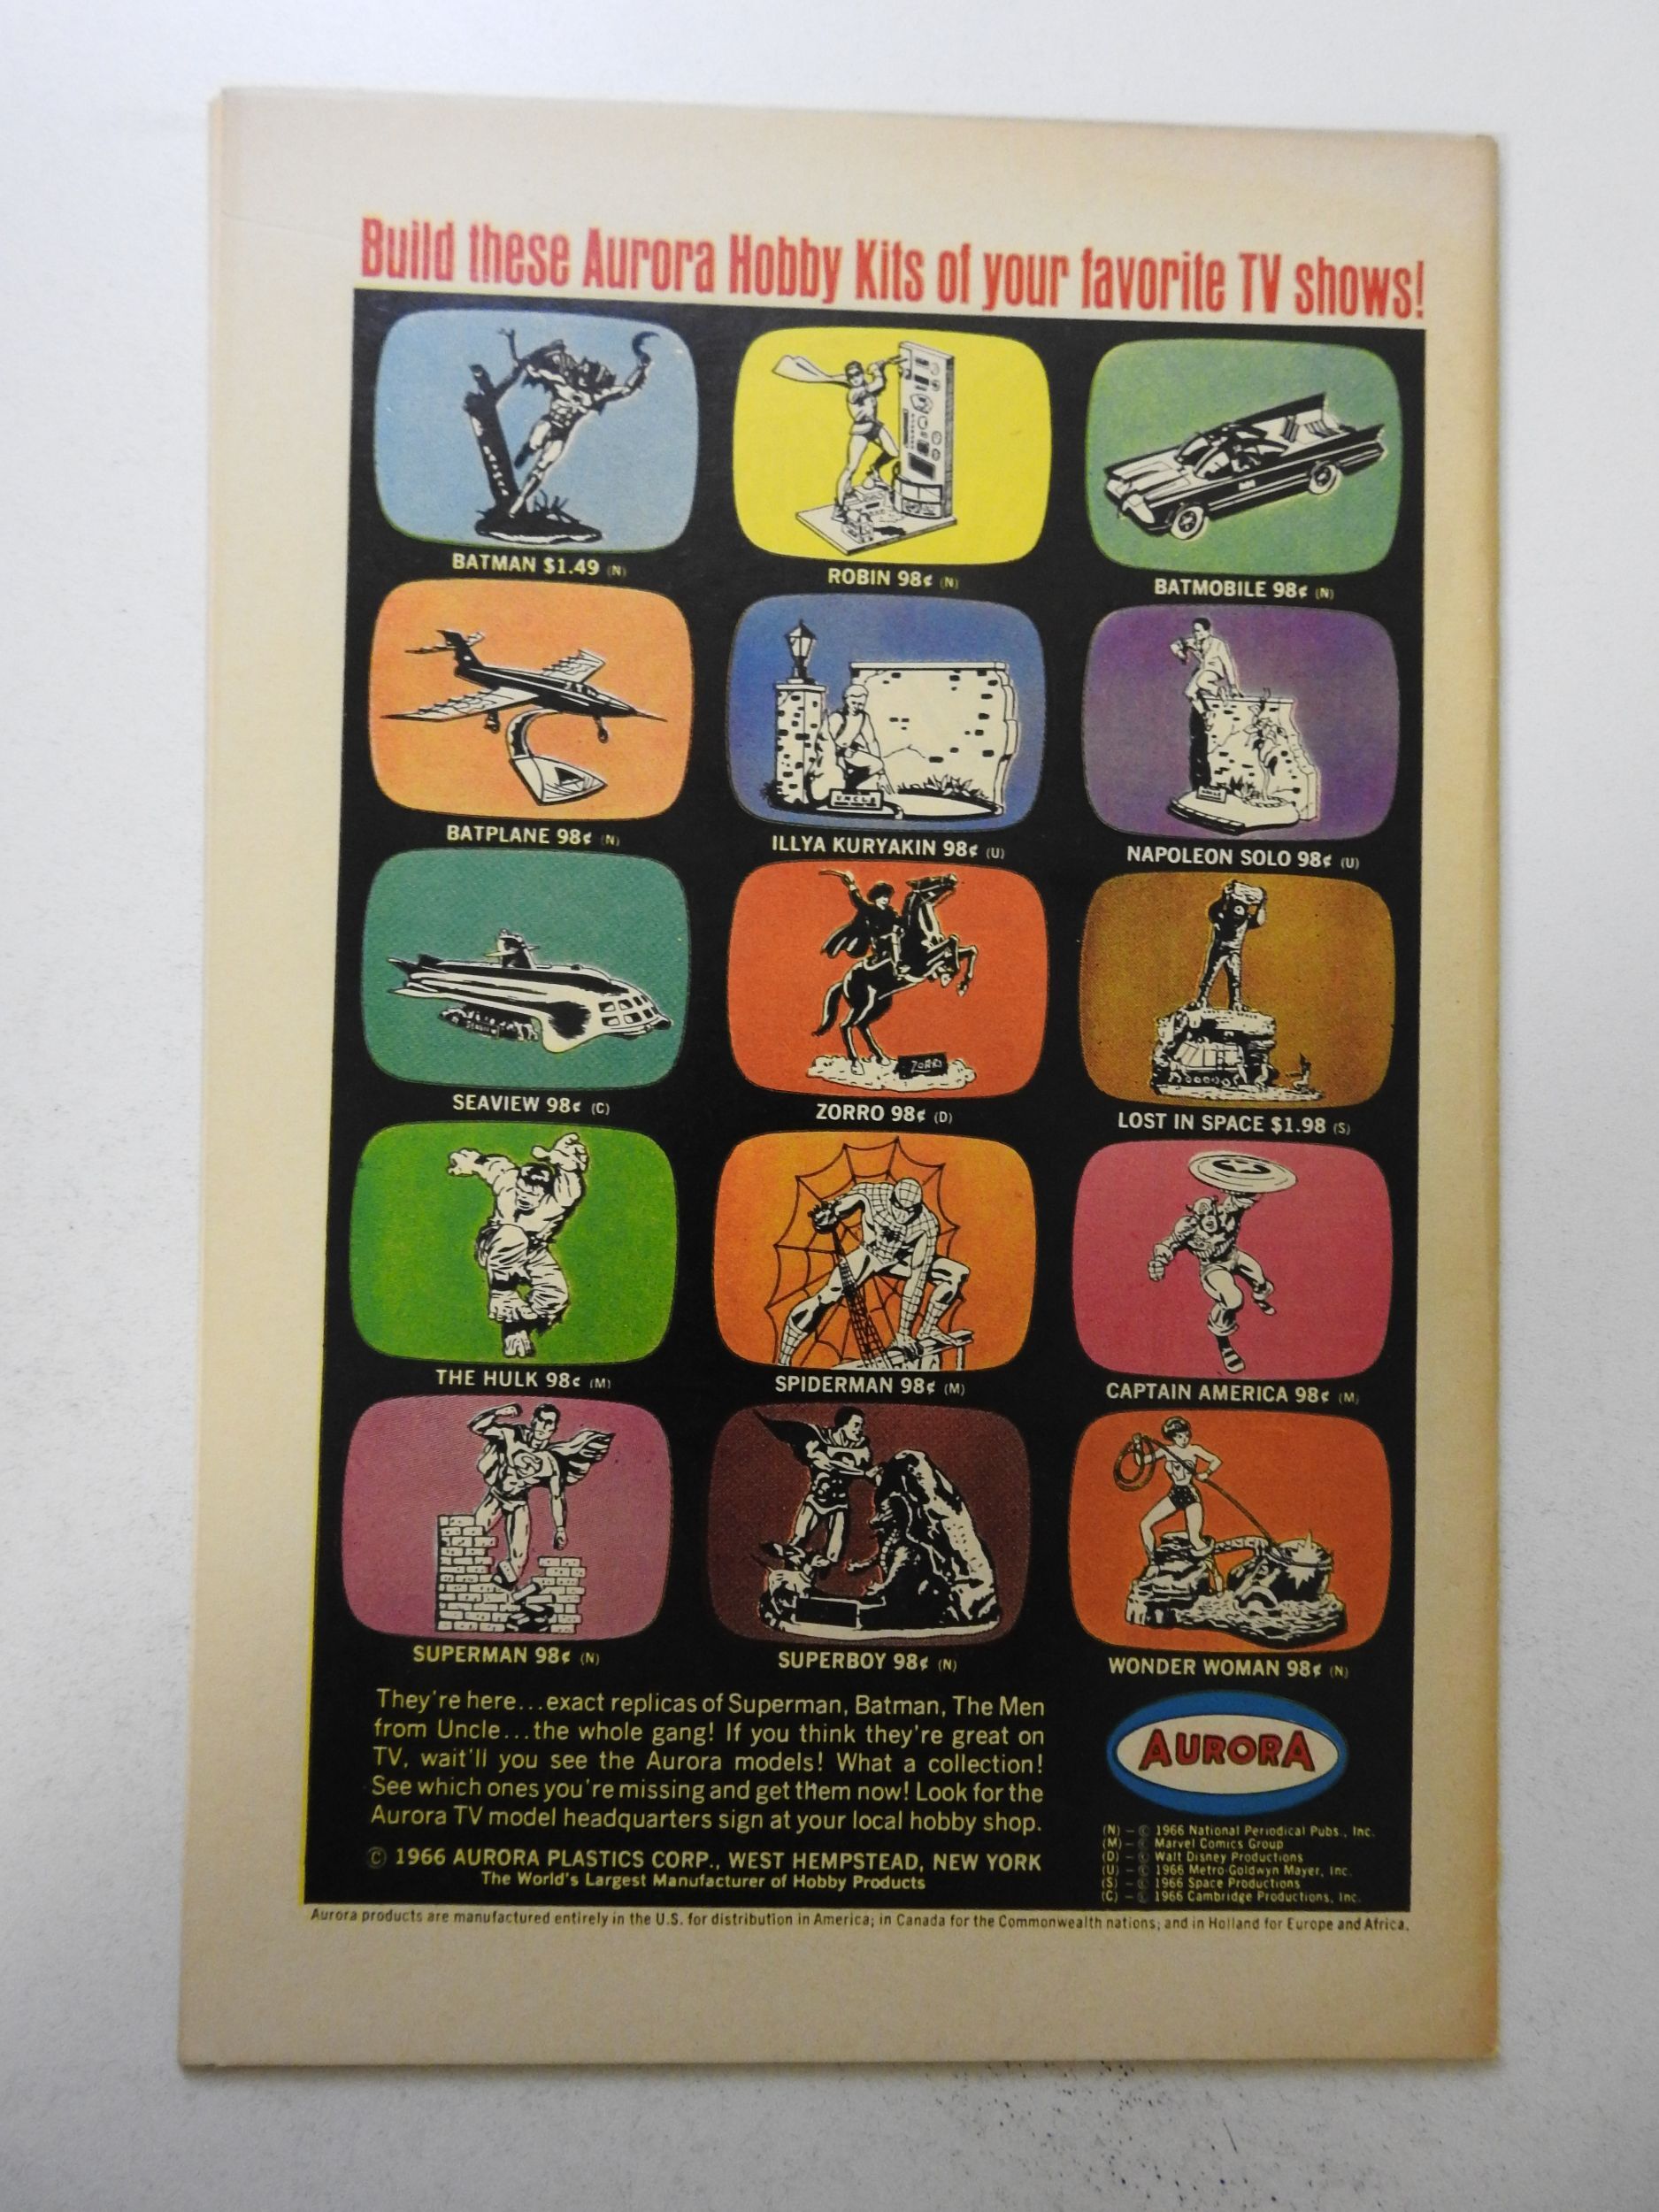 Build these Aurora Hobby Kits of your favorite TV shows!
BATMAN $1.49 (N)
ROBIN 98¢ (N)
BATMOBILE 98¢ (N)
BATPLANE 98¢ (N)
UNCLE
ILLYA KURYAKIN 98¢ (U)
UNCLE
NAPOLEON SOLO 98¢ (U)
SEAVIEW 98¢ (C)
ZORRO
ZORRO 98¢ (D)
LOST IN SPACE $1.98 (S)
THE HULK 98¢ (M)
SPIDERMAN 98¢ (M)
CAPTAIN AMERICA 98¢ (M)
SUPERMAN 98¢ (N)
SUPERBOY 98¢ (N)
WONDER WOMAN 98¢ (N)
They're here...exact replicas of Superman, Batman, The Men
from Uncle...the whole gang! If you think they're great on
TV, wait'll you see the Aurora models! What a collection!
See which ones you're missing and get them now! Look for the
Aurora TV model headquarters sign at your local hobby shop.
© 1966 AURORA PLASTICS CORP., WEST HEMPSTEAD, NEW YORK
The World's Largest Manufacturer of Hobby Products
AURORA
(N) – © 1966 National Periodical Pubs., Inc.
(M) – © Marvel Comics Group
(D) – © Walt Disney Productions
(U) – © 1966 Metro-Goldwyn Mayer, Inc.
(S) – © 1966 Space Productions
(C) – © 1966 Cambridge Productions, Inc.
Aurora products are manufactured entirely in the U.S. for distribution in America; in Canada for the Commonwealth nations; and in Holland for Europe and Africa.